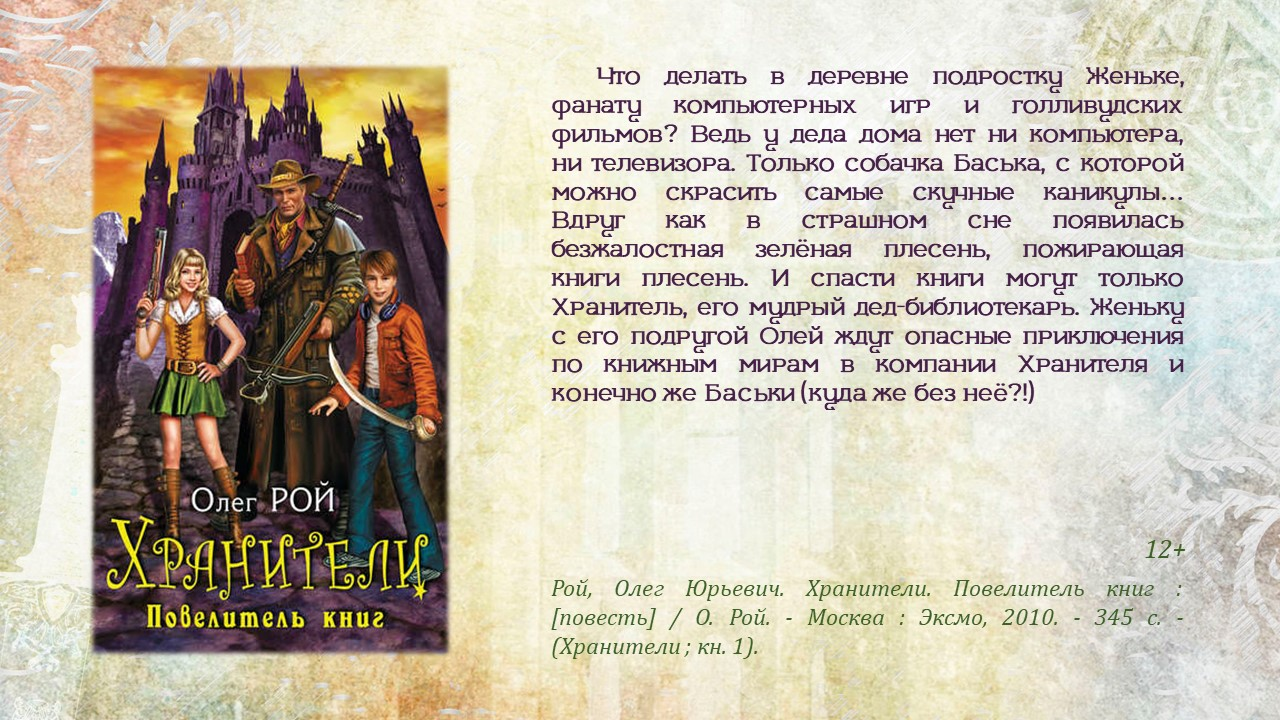 Олег РОЙ
Хранители
Повелитель книг
Что делать в деревне подростку Женьке,
фанату компьютерных игр и голливудских
фильмов? Ведь у деда дома нет ни компьютера,
ни телевизора. Только собачка Баська, с которой
можно скрасить самые скучные каникулы...
Вдруг как в страшном сне появилась
безжалостная зелёная плесень, пожирающая
книги плесень. И спасти книги могут только
Хранитель, его мудрый дед-библиотекарь. Женьку
с его подругой Олей ждут опасные приключения
по книжным мирам в компании Хранителя и
конечно же Баськи (куда же без неё?!)
12+
Рой, Олег Юрьевич. Хранители. Повелитель книг :
[повесть] / О. Рой. - Москва : Эксмо, 2010. - 345 с. -
(Хранители ; кн. 1).